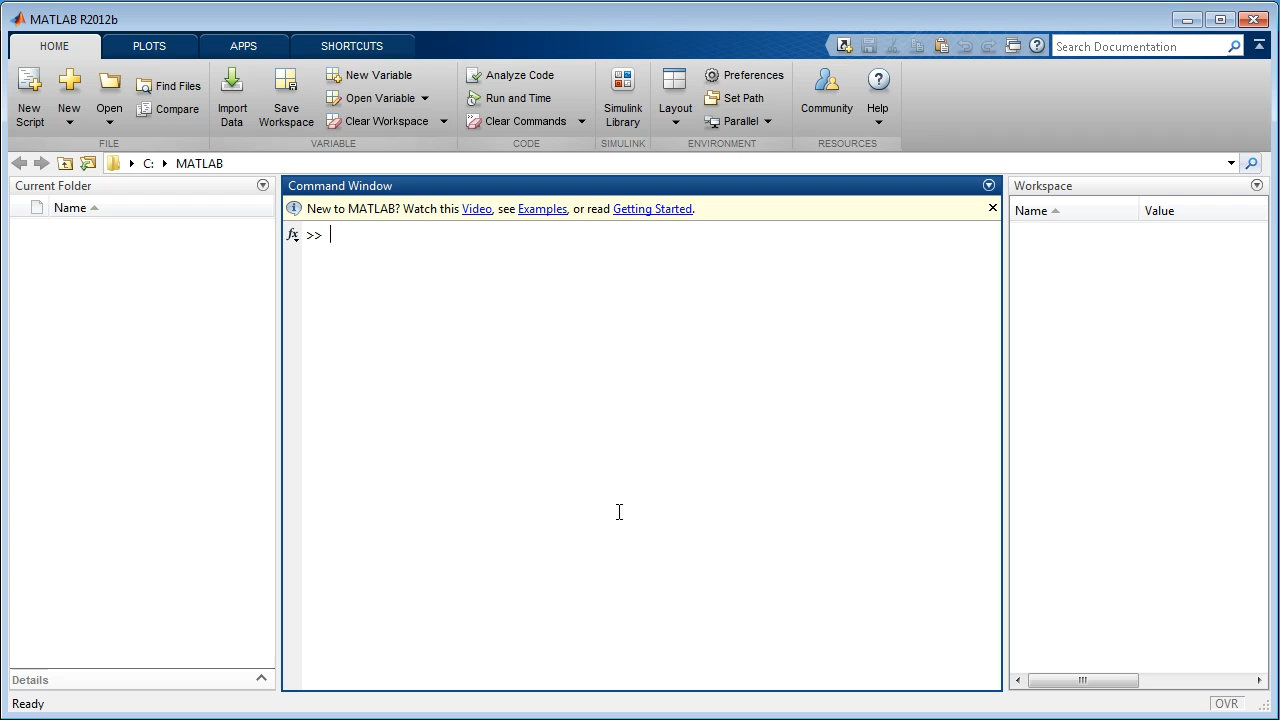 MATLAB R2012b
HOME PLOTS APPS SHORTCUTS
Search Documentation
New Script
New
Open
Find Files
Compare
FILE
Import Data
Save Workspace
New Variable
Open Variable
Clear Workspace
VARIABLE
Analyze Code
Run and Time
Clear Commands
CODE
Simulink Library
SIMULINK
Layout
Preferences
Set Path
Parallel
ENVIRONMENT
Community
Help
RESOURCES
C: MATLAB
Current Folder
Name
Command Window
New to MATLAB? Watch this Video, see Examples, or read Getting Started.
fx >>
Workspace
Name Value
Details
Ready
OVR